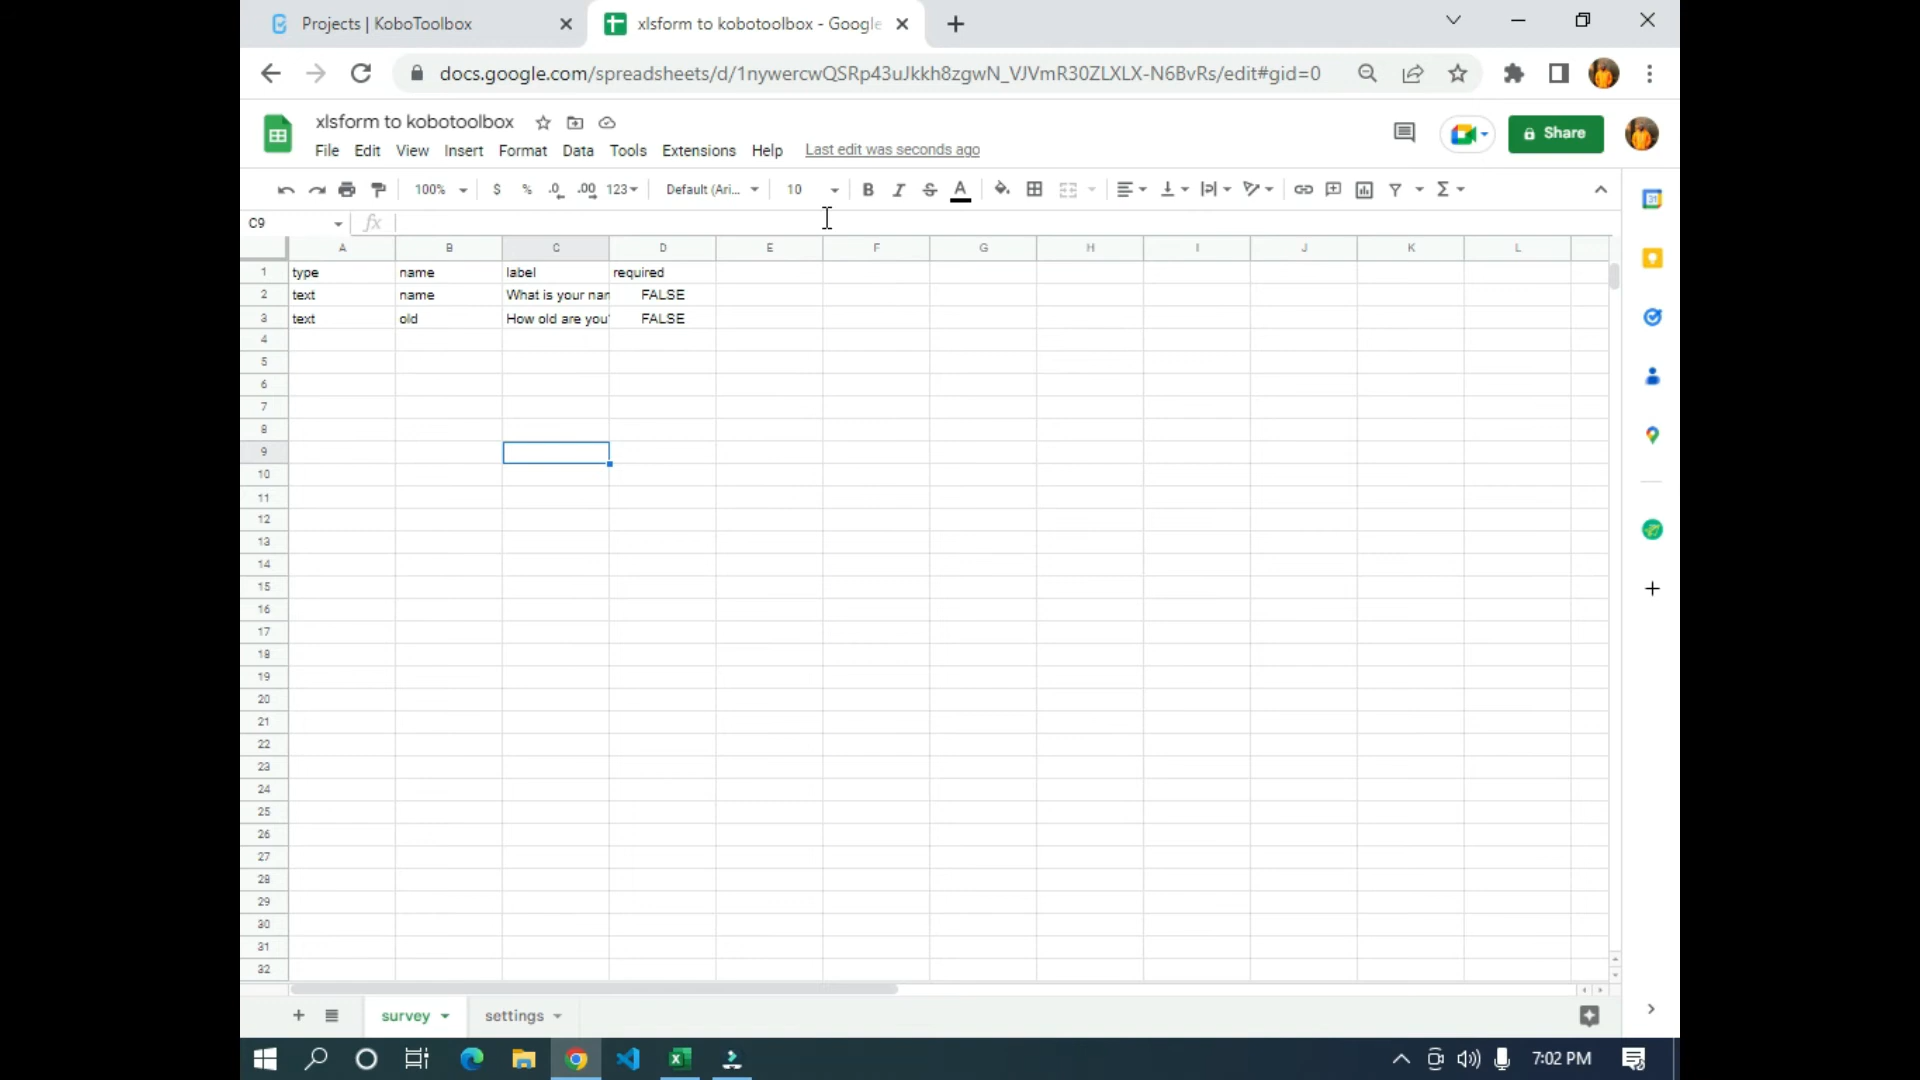 Projects | KoboToolbox
xlsform to kobotoolbox - Google
docs.google.com/spreadsheets/d/1nywercwQSRp43uJkkh8zgwN_VJVmR30ZLXLX-N6BvRs/edit#gid=0
xlsform to kobotoolbox
Share
File Edit View Insert Format Data Tools Extensions Help Last edit was seconds ago
100% $ % .0 .00 123 Default (Ari... 10 B I S A
C9 fx
A B C D E F G H I J K L
1 type name label required
2 text name What is your nam FALSE
3 text old How old are you? FALSE
4
5
6
7
8
9
10
11
12
13
14
15
16
17
18
19
20
21
22
23
24
25
26
27
28
29
30
31
32
survey settings
7:02 PM